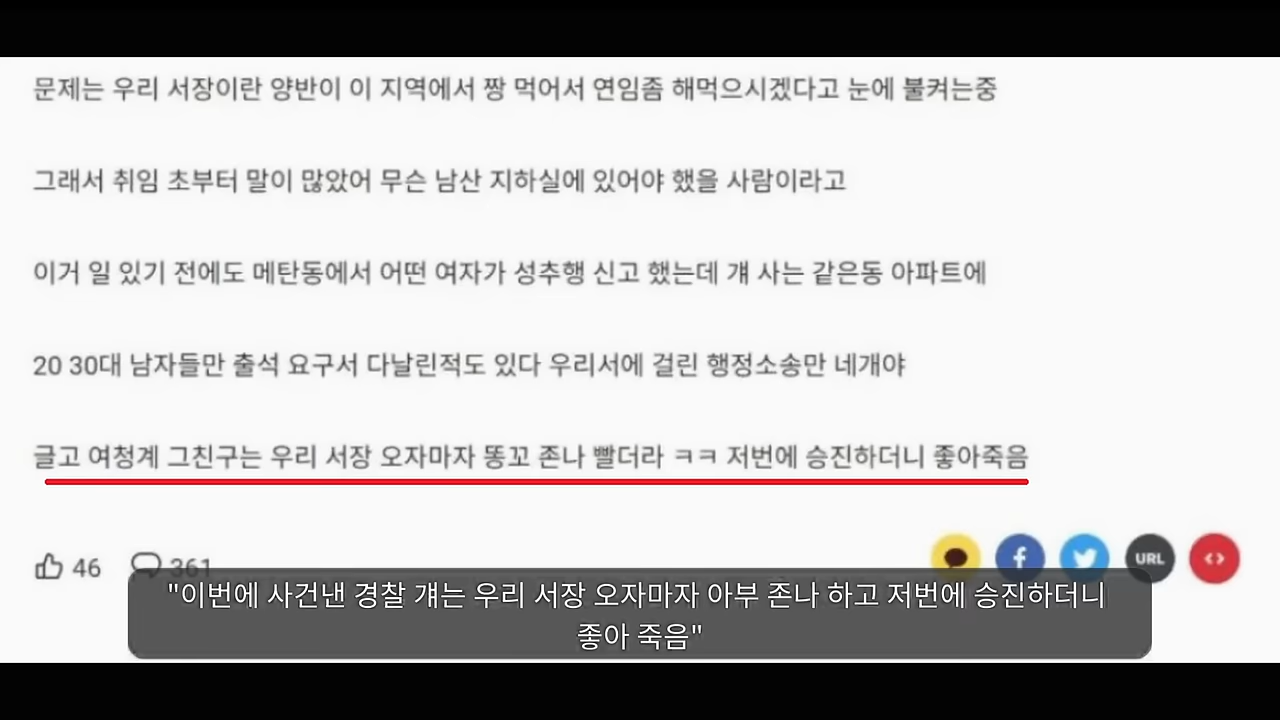 문제는 우리 서장이란 양반이 이 지역에서 짱 먹어서 연임좀 해먹으시겠다고 눈에 불켜는중
그래서 취임 초부터 말이 많았어 무슨 남산 지하실에 있어야 했을 사람이라고
이거 일 있기 전에도 메탄동에서 어떤 여자가 성추행 신고 했는데 걔 사는 같은동 아파트에
20 30대 남자들만 출석 요구서 다날린적도 있다 우리서에 걸린 행정소송만 네개야
글고 여청계 그친구는 우리 서장 오자마자 똥꼬 존나 빨더라 ㅋㅋ 저번에 승진하더니 좋아죽음
46 361 URL
"이번에 사건낸 경찰 걔는 우리 서장 오자마자 아부 존나 하고 저번에 승진하더니
좋아 죽음"